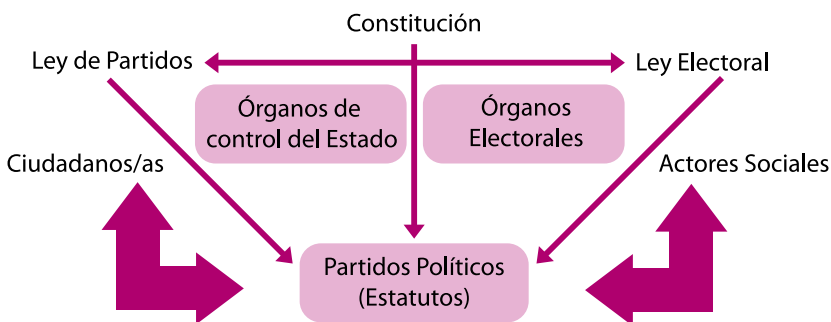 Constitución
Ley de Partidos
Ley Electoral
Órganos de
control del Estado
Órganos
Electorales
Ciudadanos/as
Actores Sociales
Partidos Políticos
(Estatutos)